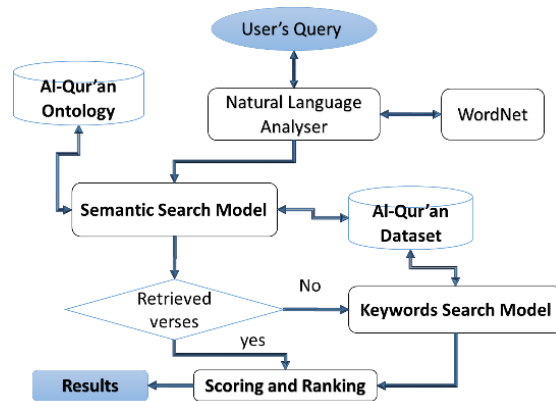 User's Query
Al-Qur'an
Ontology
Natural Language
Analyser
WordNet
Semantic Search Model
Al-Qur'an
Dataset
Retrieved
verses
No
Keywords Search Model
yes
Results
Scoring and Ranking